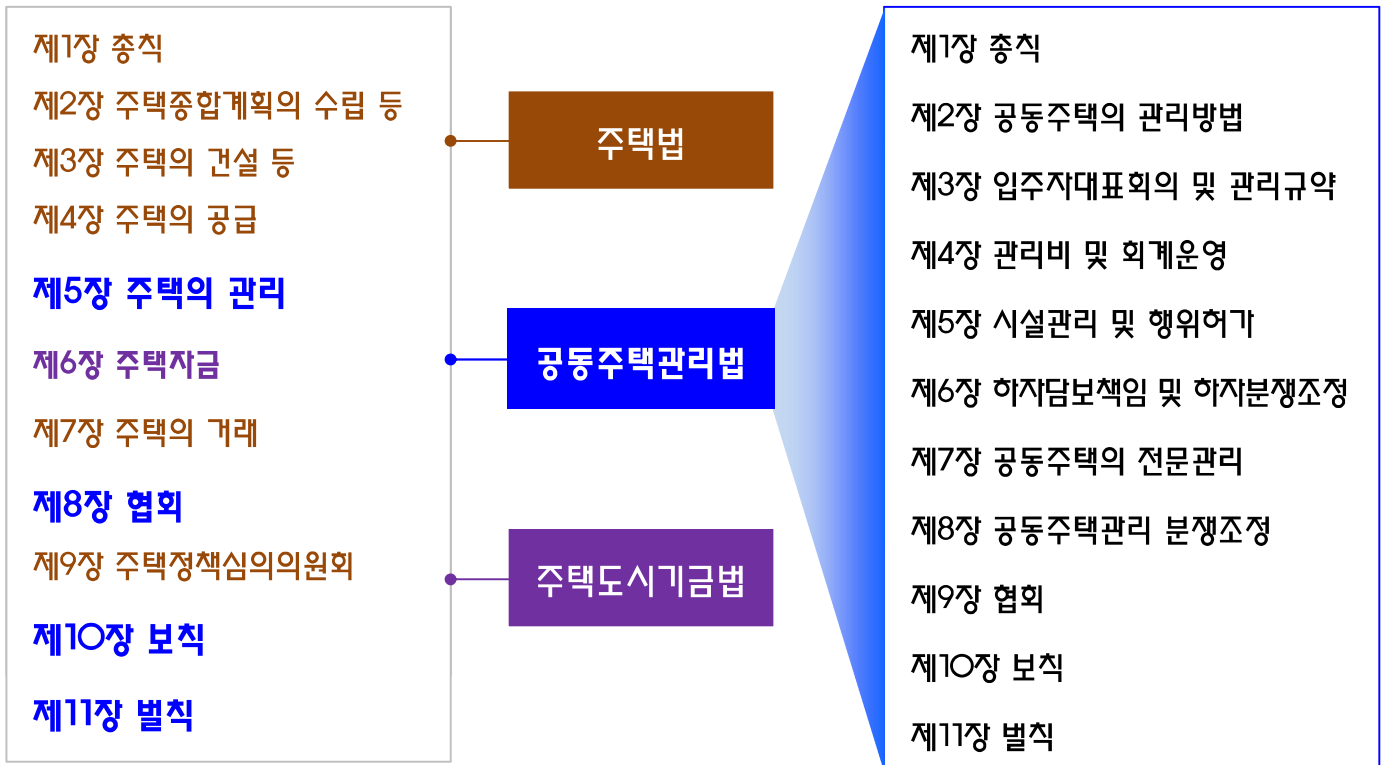 제1장 총칙
제2장 주택종합계획의 수립 등
제3장 주택의 건설 등
제4장 주택의 공급
제5장 주택의 관리
제6장 주택자금
제7장 주택의 거래
제8장 협회
제9장 주택정책심의의원회
제10장 보칙
제11장 벌칙
주택법
공동주택관리법
주택도시기금법
제1장 총칙
제2장 공동주택의 관리방법
제3장 입주자대표회의 및 관리규약
제4장 관리비 및 회계운영
제5장 시설관리 및 행위허가
제6장 하자담보책임 및 하자분쟁조정
제7장 공동주택의 전문관리
제8장 공동주택관리 분쟁조정
제9장 협회
제10장 보칙
제11장 벌칙